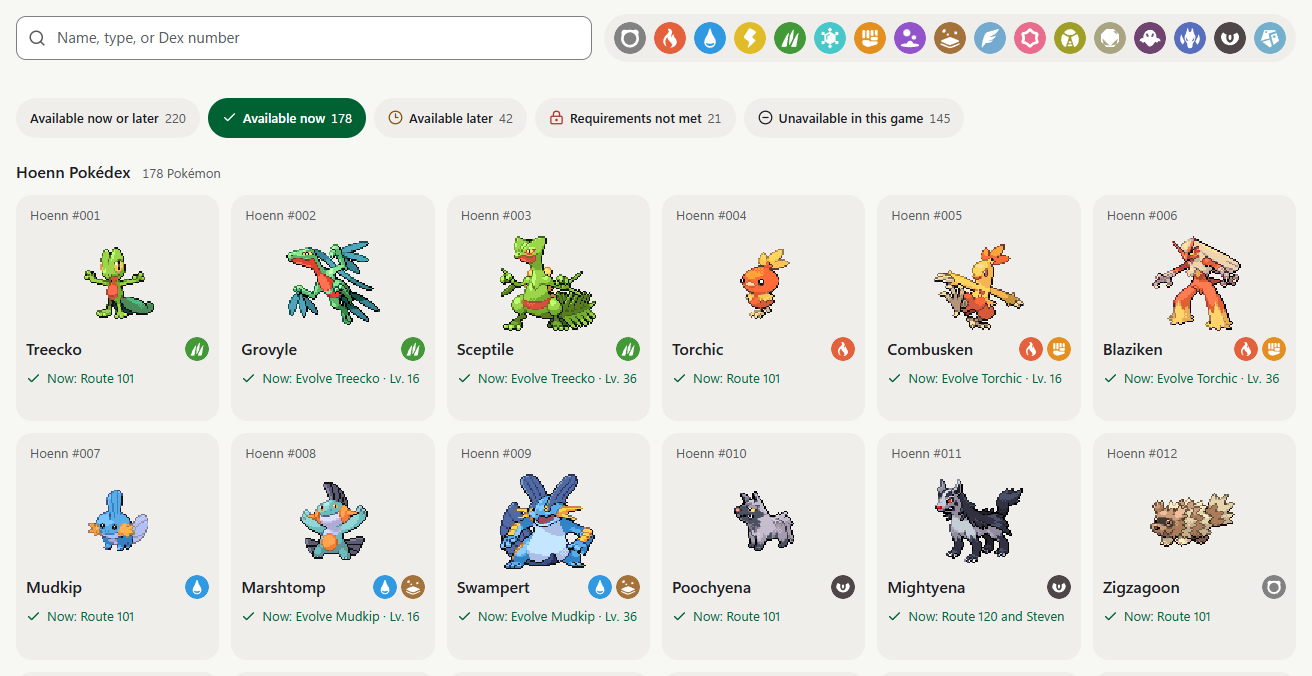 Name, type, or Dex number
Available now or later 220
Available now 178
Available later 42
Requirements not met 21
Unavailable in this game 145
Hoenn Pokédex 178 Pokémon
Hoenn #001
Treecko
Now: Route 101
Hoenn #002
Grovyle
Now: Evolve Treecko · Lv. 16
Hoenn #003
Sceptile
Now: Evolve Treecko · Lv. 36
Hoenn #004
Torchic
Now: Route 101
Hoenn #005
Combusken
Now: Evolve Torchic · Lv. 16
Hoenn #006
Blaziken
Now: Evolve Torchic · Lv. 36
Hoenn #007
Mudkip
Now: Route 101
Hoenn #008
Marshtomp
Now: Evolve Mudkip · Lv. 16
Hoenn #009
Swampert
Now: Evolve Mudkip · Lv. 36
Hoenn #010
Poochyena
Now: Route 101
Hoenn #011
Mightyena
Now: Route 120 and Steven
Hoenn #012
Zigzagoon
Now: Route 101